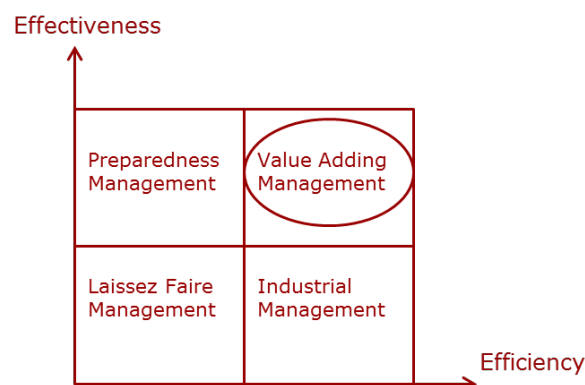 Effectiveness
Preparedness
Management
Value Adding
Management
Laissez Faire
Management
Industrial
Management
Efficiency